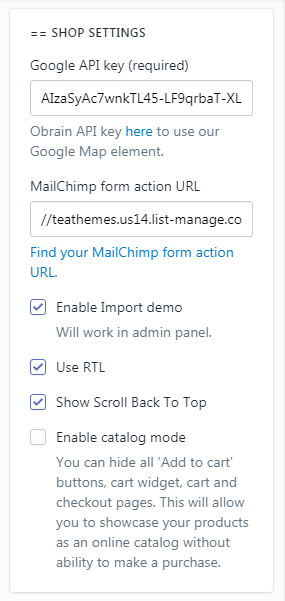 == SHOP SETTINGS
Google API key (required)
AIzaSyAc7wnkTL45-LF9qrbaT-XL
Obrain API key here to use our
Google Map element.
MailChimp form action URL
//teathemes.us14.list-manage.co
Find your MailChimp form action
URL.
Enable Import demo
Will work in admin panel.
Use RTL
Show Scroll Back To Top
Enable catalog mode
You can hide all 'Add to cart'
buttons, cart widget, cart and
checkout pages. This will allow
you to showcase your products
as an online catalog without
ability to make a purchase.